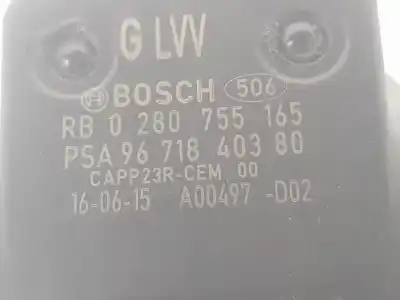 G LVV
BOSCH 506
RB 0 280 755 165
PSA 96 718 403 80
CAPP23R-CEM 00
16-06-15 A00497 -D02